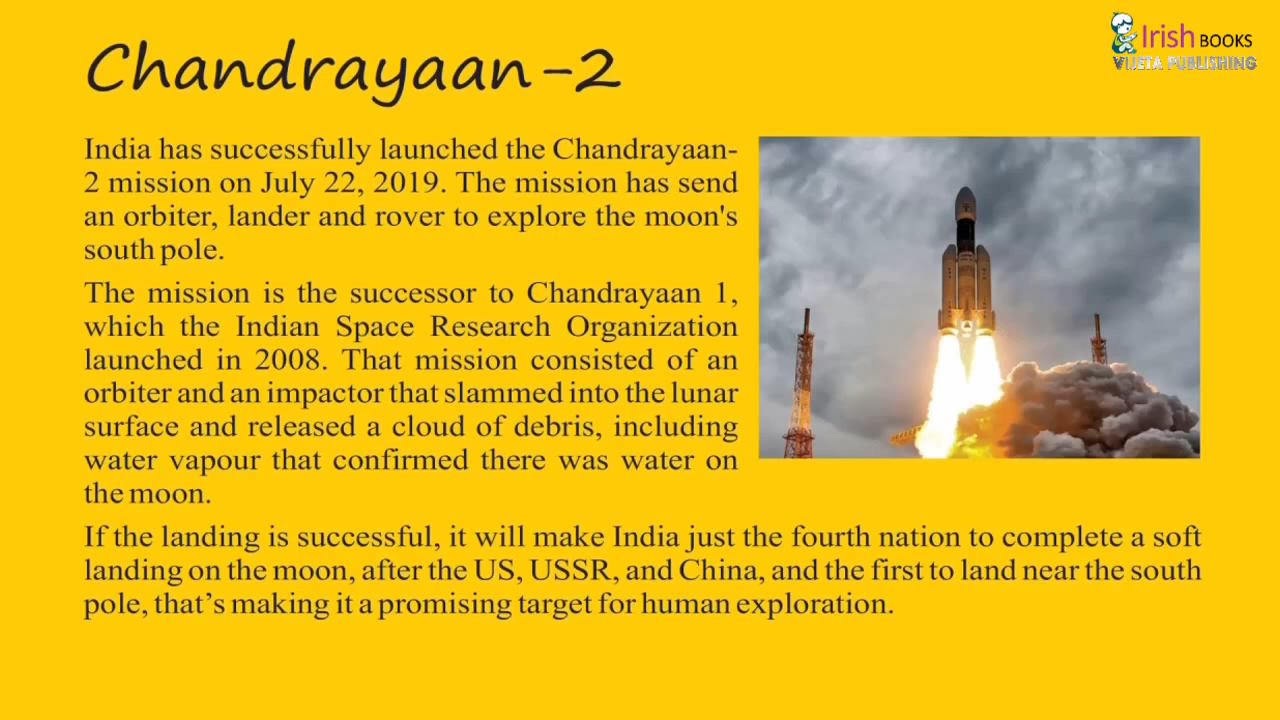 Irish BOOKS
VIJETA PUBLISHING
Chandrayaan-2
India has successfully launched the Chandrayaan-
2 mission on July 22, 2019. The mission has send
an orbiter, lander and rover to explore the moon's
south pole.
The mission is the successor to Chandrayaan 1,
which the Indian Space Research Organization
launched in 2008. That mission consisted of an
orbiter and an impactor that slammed into the lunar
surface and released a cloud of debris, including
water vapour that confirmed there was water on
the moon.
If the landing is successful, it will make India just the fourth nation to complete a soft
landing on the moon, after the US, USSR, and China, and the first to land near the south
pole, that’s making it a promising target for human exploration.